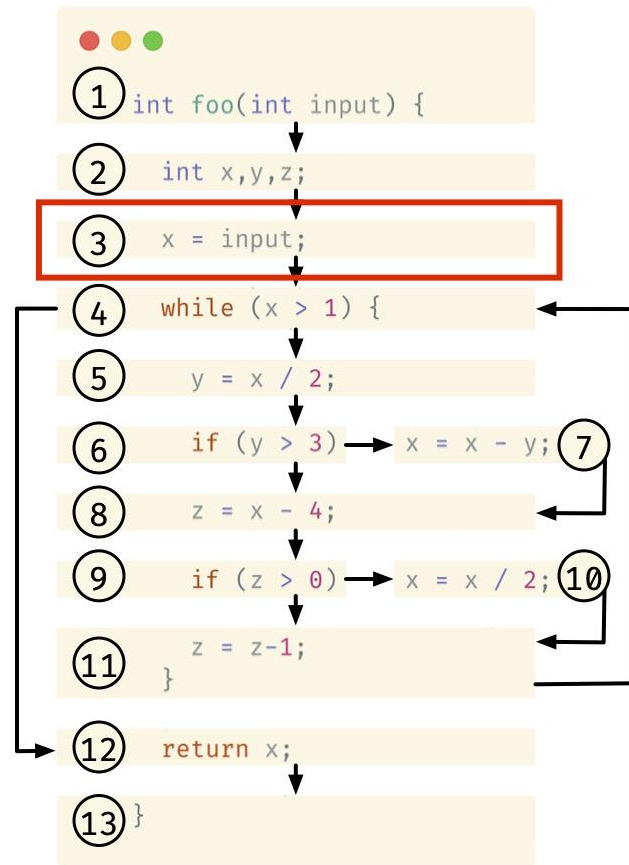 1 int foo(int input) {
2 int x,y,z;
3 x = input;
4 while (x > 1) {
5 y = x / 2;
6 if (y > 3) x = x - y; 7
8 z = x - 4;
9 if (z > 0) x = x / 2; 10
11 z = z-1;
}
12 return x;
13 }